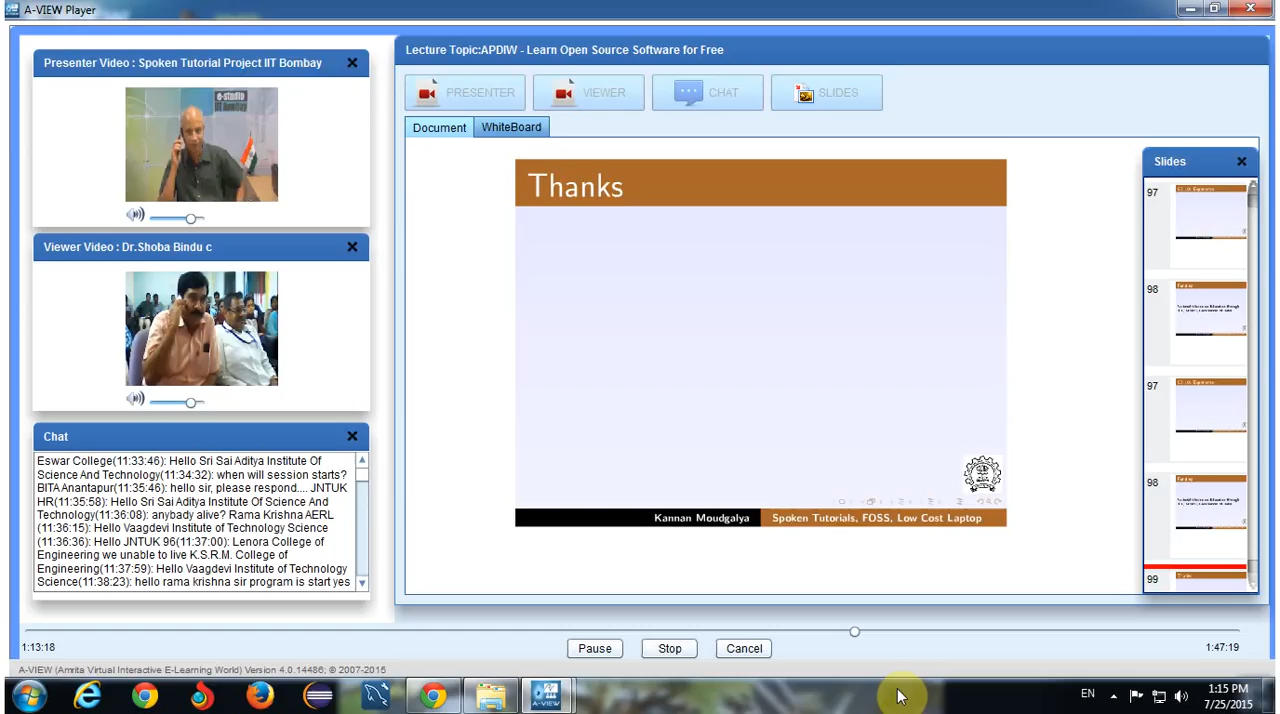 A-VIEW Player
Presenter Video : Spoken Tutorial Project IIT Bombay
e-studio
IIT Bombay
Viewer Video : Dr.Shoba Bindu c
Chat
Eswar College(11:33:46): Hello Sri Sai Aditya Institute Of
Science And Technology(11:34:32): when will session starts?
BITA Anantapur(11:35:46): hello sir, please respond.... JNTUK
HR(11:35:58): Hello Sri Sai Aditya Institute Of Science And
Technology(11:36:08): anybady alive? Rama Krishna AERL
(11:36:15): Hello Vaagdevi Institute of Technology Science
(11:36:36): Hello JNTUK 96(11:37:00): Lenora College of
Engineering we unable to live K.S.R.M. College of
Engineering(11:37:59): Hello Vaagdevi Institute of Technology
Science(11:38:23): hello rama krishna sir program is start yes
Lecture Topic:APDIW - Learn Open Source Software for Free
PRESENTER
VIEWER
CHAT
SLIDES
Document
WhiteBoard
Thanks
Kannan Moudgalya
Spoken Tutorials, FOSS, Low Cost Laptop
Slides
97
98
97
98
99
Thanks
1:13:18
Pause
Stop
Cancel
1:47:19
A-VIEW (Amrita Virtual Interactive E-Learning World) Version 4.0.14486; © 2007-2015
A-VIEW
EN
1:15 PM
7/25/2015